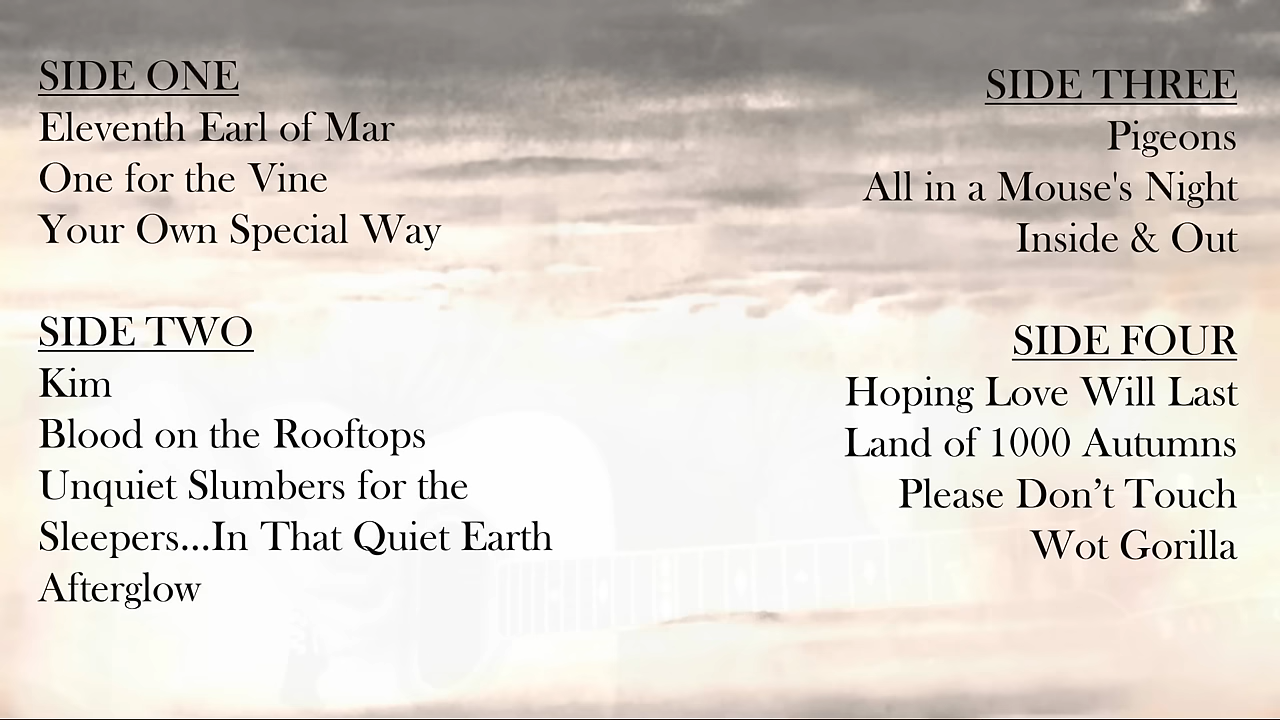 SIDE ONE
Eleventh Earl of Mar
One for the Vine
Your Own Special Way
SIDE TWO
Kim
Blood on the Rooftops
Unquiet Slumbers for the
Sleepers...In That Quiet Earth
Afterglow
SIDE THREE
Pigeons
All in a Mouse's Night
Inside & Out
SIDE FOUR
Hoping Love Will Last
Land of 1000 Autumns
Please Don’t Touch
Wot Gorilla